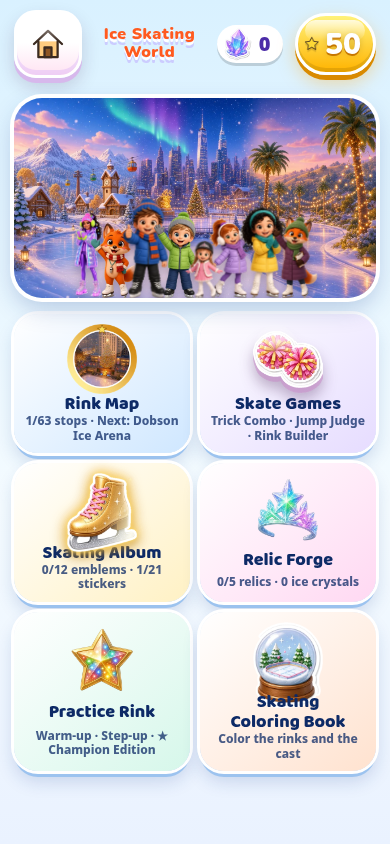 Ice Skating
World
0
☆ 50
Rink Map
1/63 stops · Next: Dobson
Ice Arena
Skate Games
Trick Combo · Jump Judge
· Rink Builder
Skating Album
0/12 emblems · 1/21
stickers
Relic Forge
0/5 relics · 0 ice crystals
Practice Rink
Warm-up · Step-up · ★
Champion Edition
Skating
Coloring Book
Color the rinks and the
cast